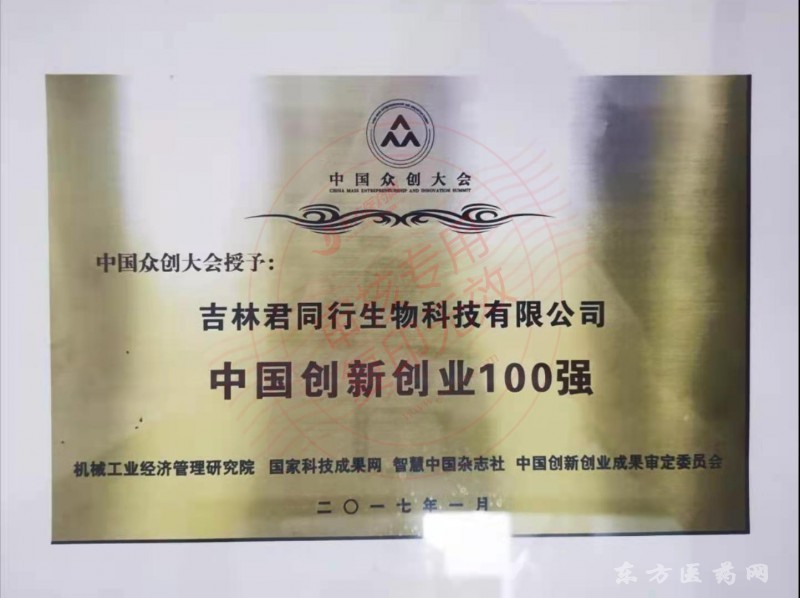 中国众创大会
CHINA MASS ENTREPRENEURSHIP AND INNOVATION SUMMIT
中国众创大会授予：
吉林君同行生物科技有限公司
中国创新创业100强
机械工业经济管理研究院 国家科技成果网 智慧中国杂志社 中国创新创业成果审定委员会
二〇一七年一月
东方医药网